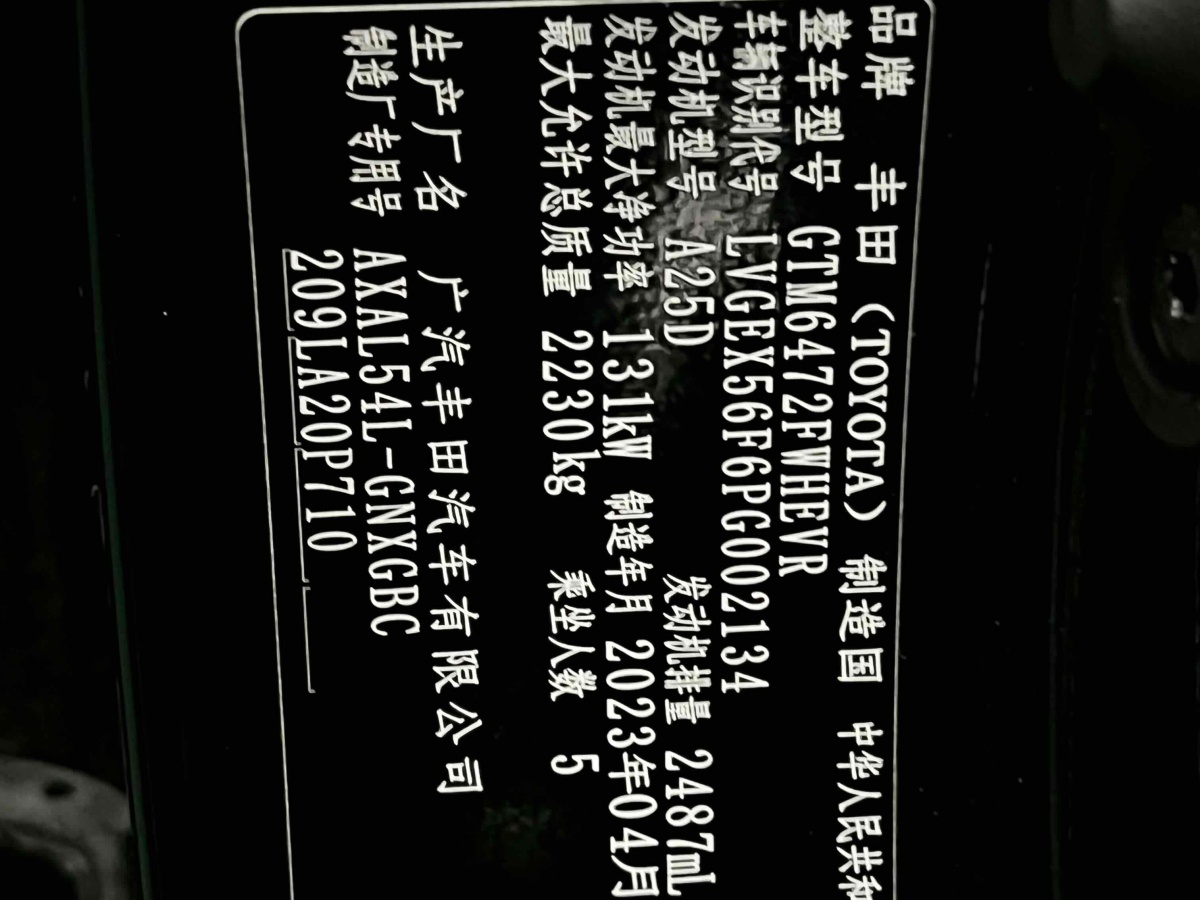 品牌 丰田 (TOYOTA) 制造国 中华人民共和
整车型号 GTM6472FWHEVR
车辆识别代号 LVGEX56F6PG002134
发动机型号 A25D 发动机排量 2487mL
发动机最大净功率 131kW 制造年月 2023年04月
最大允许总质量 2230kg 乘坐人数 5
生产厂名 广汽丰田汽车有限公司
制造厂专用号 AXAL54L-GNXGBC
209LA20P710